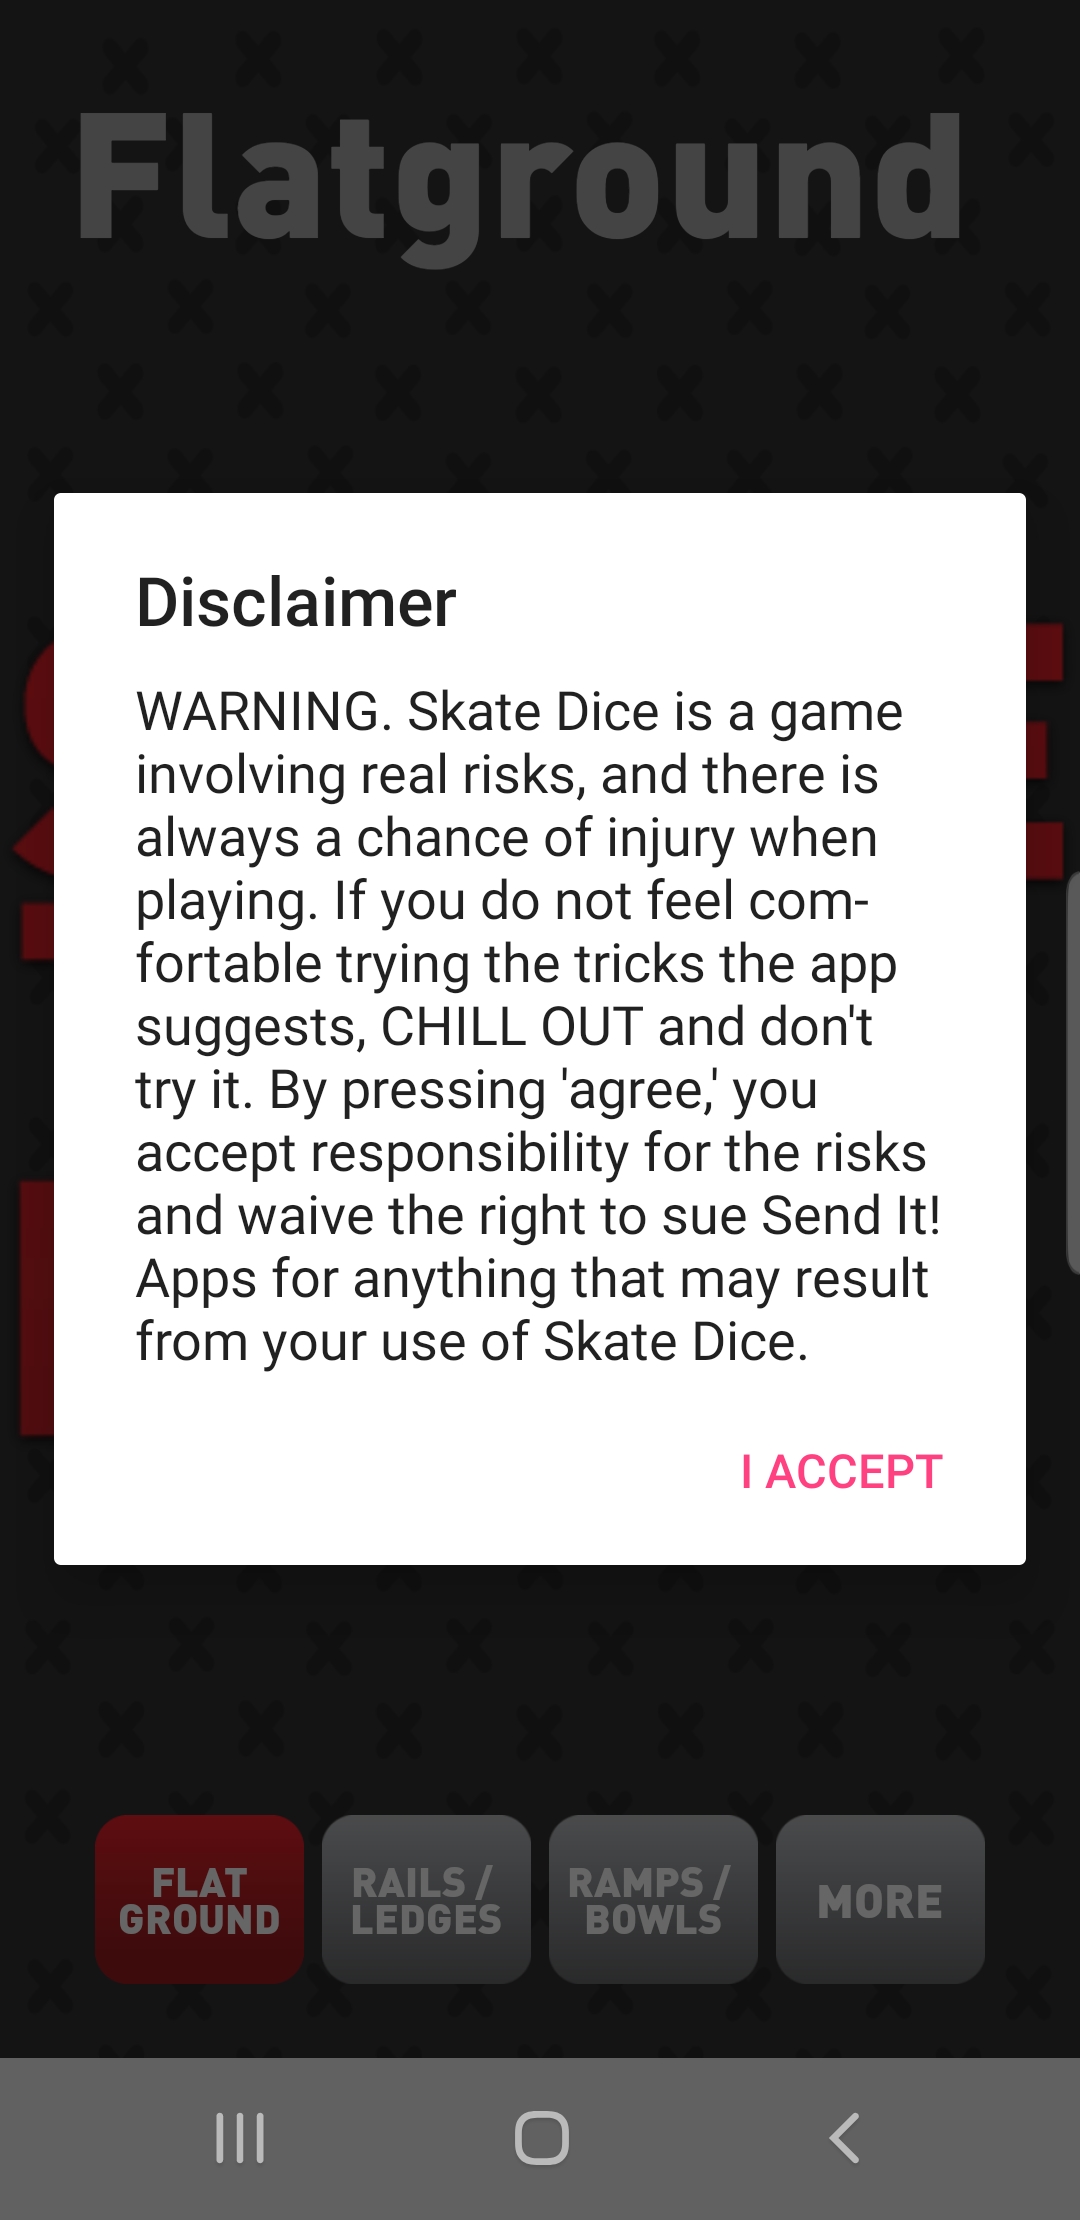 Flatground
Disclaimer
WARNING. Skate Dice is a game
involving real risks, and there is
always a chance of injury when
playing. If you do not feel com-
fortable trying the tricks the app
suggests, CHILL OUT and don't
try it. By pressing 'agree,' you
accept responsibility for the risks
and waive the right to sue Send It!
Apps for anything that may result
from your use of Skate Dice.
I ACCEPT
FLAT
GROUND
RAILS /
LEDGES
RAMPS /
BOWLS
MORE